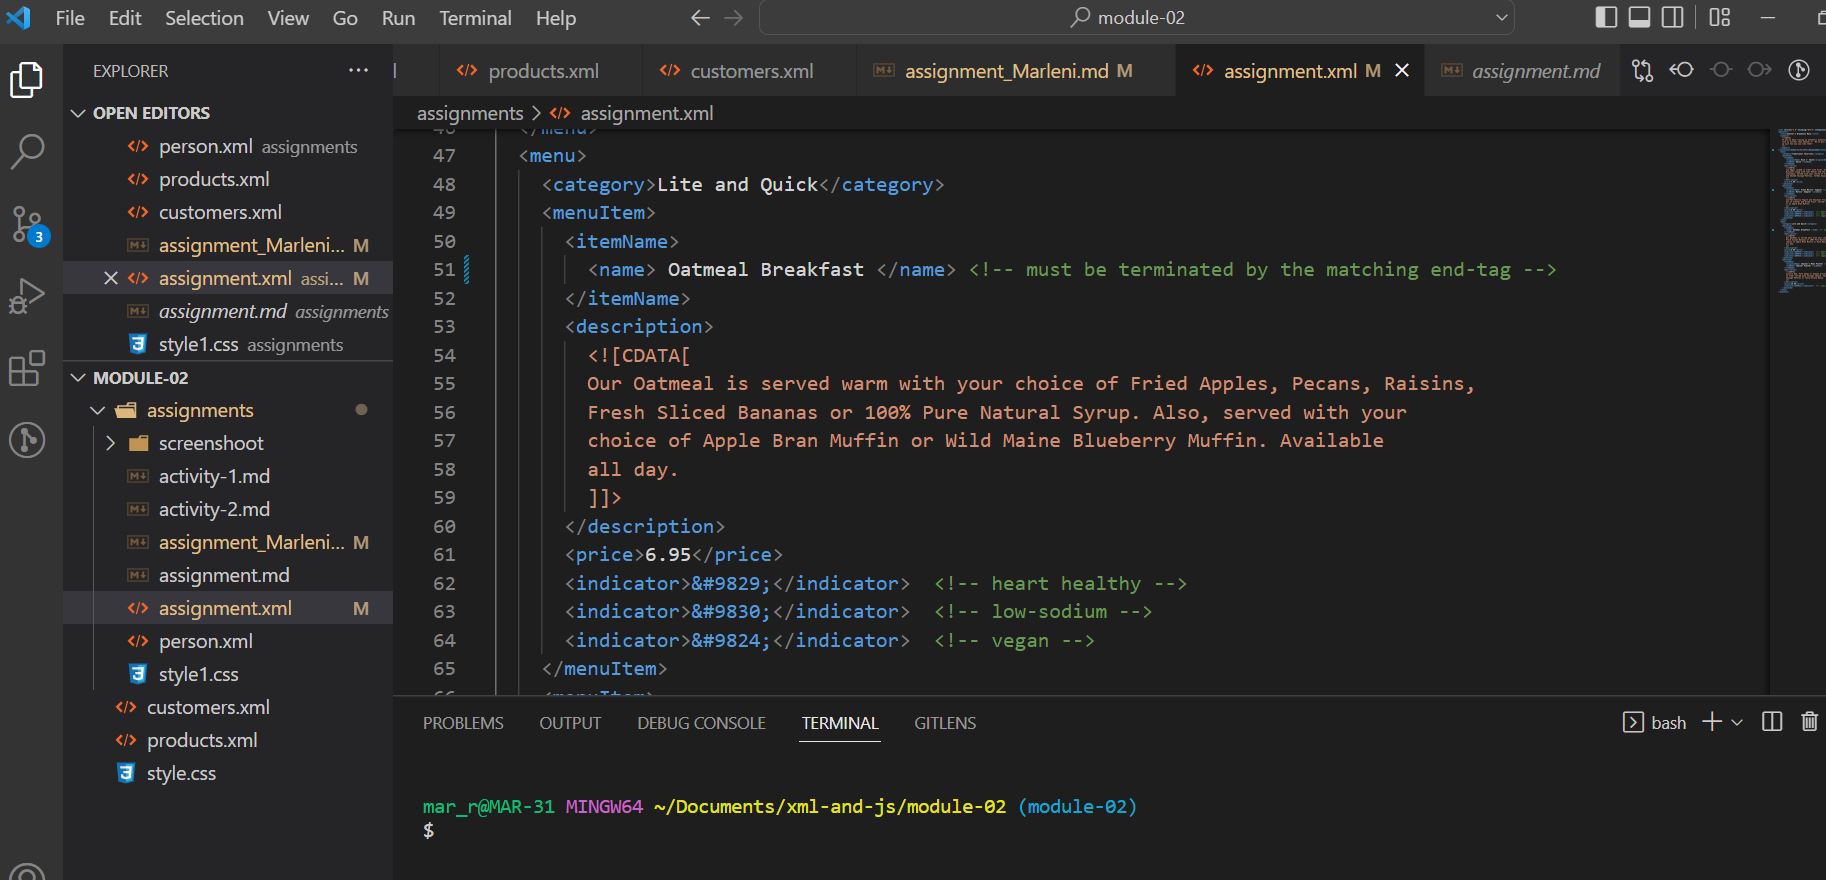 File Edit Selection View Go Run Terminal Help
module-02
EXPLORER
products.xml
customers.xml
assignment_Marleni.md M
assignment.xml M
assignment.md
assignments > assignment.xml
OPEN EDITORS
person.xml assignments
products.xml
customers.xml
assignment_Marleni... M
assignment.xml assi... M
assignment.md assignments
style1.css assignments
MODULE-02
assignments
screenshoot
activity-1.md
activity-2.md
assignment_Marleni... M
assignment.md
assignment.xml M
person.xml
style1.css
customers.xml
products.xml
style.css
3
46 </menu>
47 <menu>
48 <category>Lite and Quick</category>
49 <menuItem>
50 <itemName>
51 <name> Oatmeal Breakfast </name> <!-- must be terminated by the matching end-tag -->
52 </itemName>
53 <description>
54 <![CDATA[
55 Our Oatmeal is served warm with your choice of Fried Apples, Pecans, Raisins,
56 Fresh Sliced Bananas or 100% Pure Natural Syrup. Also, served with your
57 choice of Apple Bran Muffin or Wild Maine Blueberry Muffin. Available
58 all day.
59 ]]>
60 </description>
61 <price>6.95</price>
62 <indicator>&#9829;</indicator> <!-- heart healthy -->
63 <indicator>&#9830;</indicator> <!-- low-sodium -->
64 <indicator>&#9824;</indicator> <!-- vegan -->
65 </menuItem>
66 <menuItem>
PROBLEMS OUTPUT DEBUG CONSOLE TERMINAL GITLENS
bash
mar_r@MAR-31 MINGW64 ~/Documents/xml-and-js/module-02 (module-02)
$